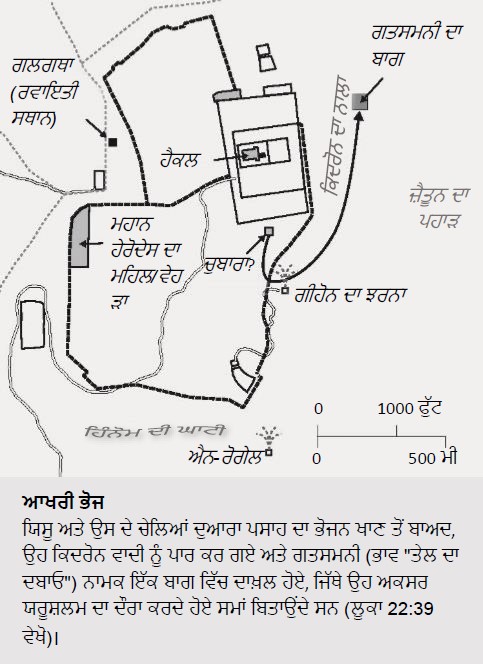 ਗਤਸਮਨੀ ਦਾ
ਬਾਗ
ਗਲਗਥਾ
(ਰਵਾਇਤੀ
ਸਥਾਨ)
ਕਿਦਰੋਨ ਦਾ ਨਾਲਾ
ਹੈਕਲ
ਜ਼ੈਤੂਨ ਦਾ
ਪਹਾੜ
ਮਹਾਨ
ਹੇਰੋਦੇਸ ਦਾ
ਮਹਿਲ/ਵੇਹ
ੜਾ
ਚੁਬਾਰਾ?
ਗੀਹੋਨ ਦਾ ਝਰਨਾ
ਹਿੰਨੋਮ ਦੀ ਘਾਟੀ
ਐਨ-ਰੋਗੇਲ
0 1000 ਫੁੱਟ
0 500 ਮੀ
ਆਖਰੀ ਭੋਜ
ਯਿਸੂ ਅਤੇ ਉਸ ਦੇ ਚੇਲਿਆਂ ਦੁਆਰਾ ਪਸਾਹ ਦਾ ਭੋਜਨ ਖਾਣ ਤੋਂ ਬਾਅਦ,
ਉਹ ਕਿਦਰੋਨ ਵਾਦੀ ਨੂੰ ਪਾਰ ਕਰ ਗਏ ਅਤੇ ਗਤਸਮਨੀ (ਭਾਵ "ਤੇਲ ਦਾ
ਦਬਾਓ") ਨਾਮਕ ਇੱਕ ਬਾਗ ਵਿੱਚ ਦਾਖ਼ਲ ਹੋਏ, ਜਿੱਥੇ ਉਹ ਅਕਸਰ
ਯਰੂਸ਼ਲਮ ਦਾ ਦੌਰਾ ਕਰਦੇ ਹੋਏ ਸਮਾਂ ਬਿਤਾਉਂਦੇ ਸਨ (ਲੂਕਾ 22:39
ਵੇਖੋ)।